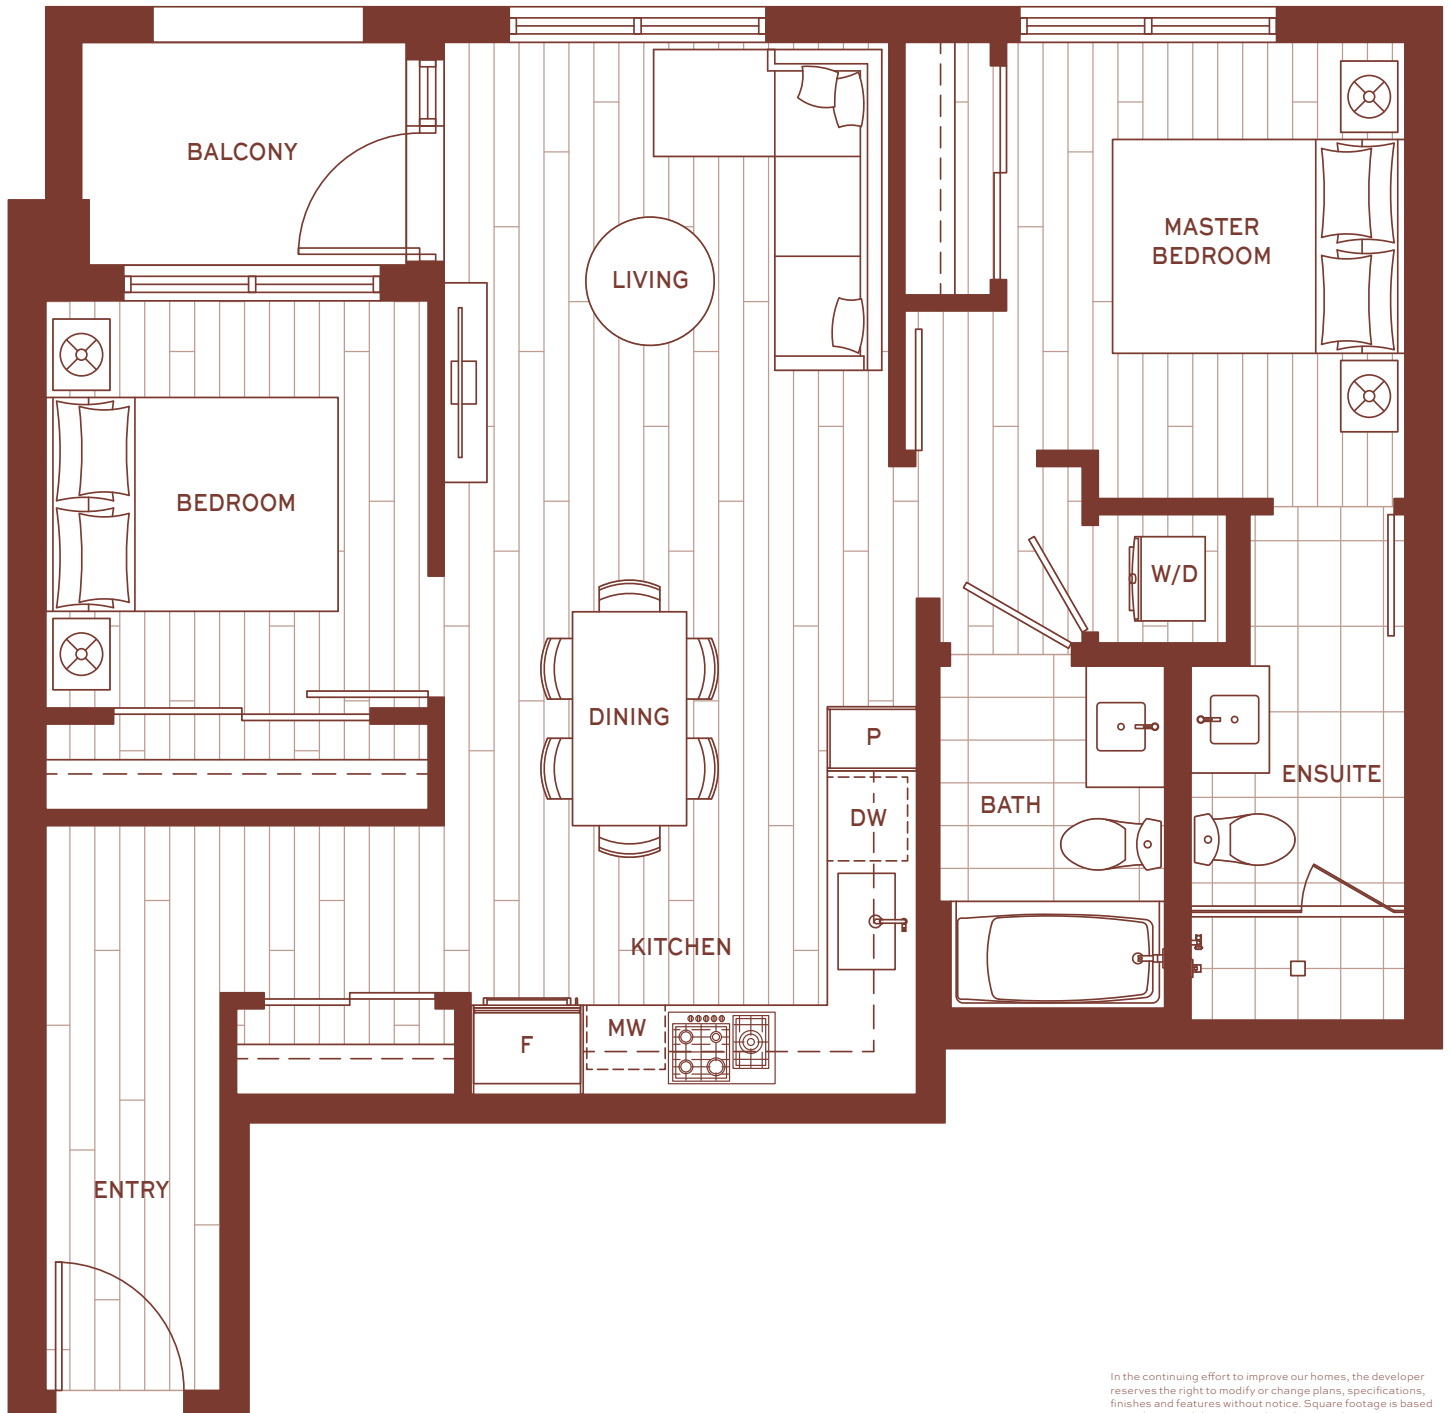 BALCONY
LIVING
MASTER
BEDROOM
BEDROOM
W/D
DINING
P
DW
BATH
ENSUITE
KITCHEN
F
MW
ENTRY
In the continuing effort to improve our homes, the developer
reserves the right to modify or change plans, specifications,
finishes and features without notice. Square footage is based